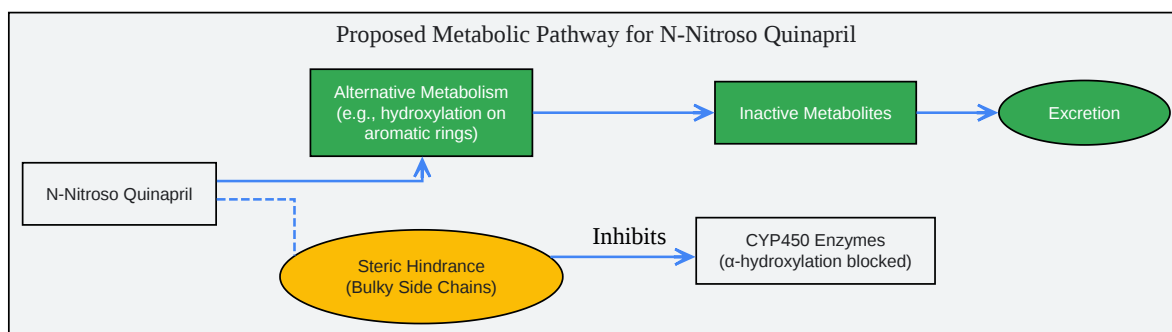 Proposed Metabolic Pathway for N-Nitroso Quinapril
Alternative Metabolism
(e.g., hydroxylation on
aromatic rings)
Inactive Metabolites
Excretion
N-Nitroso Quinapril
Inhibits
Steric Hindrance
(Bulky Side Chains)
CYP450 Enzymes
(α-hydroxylation blocked)